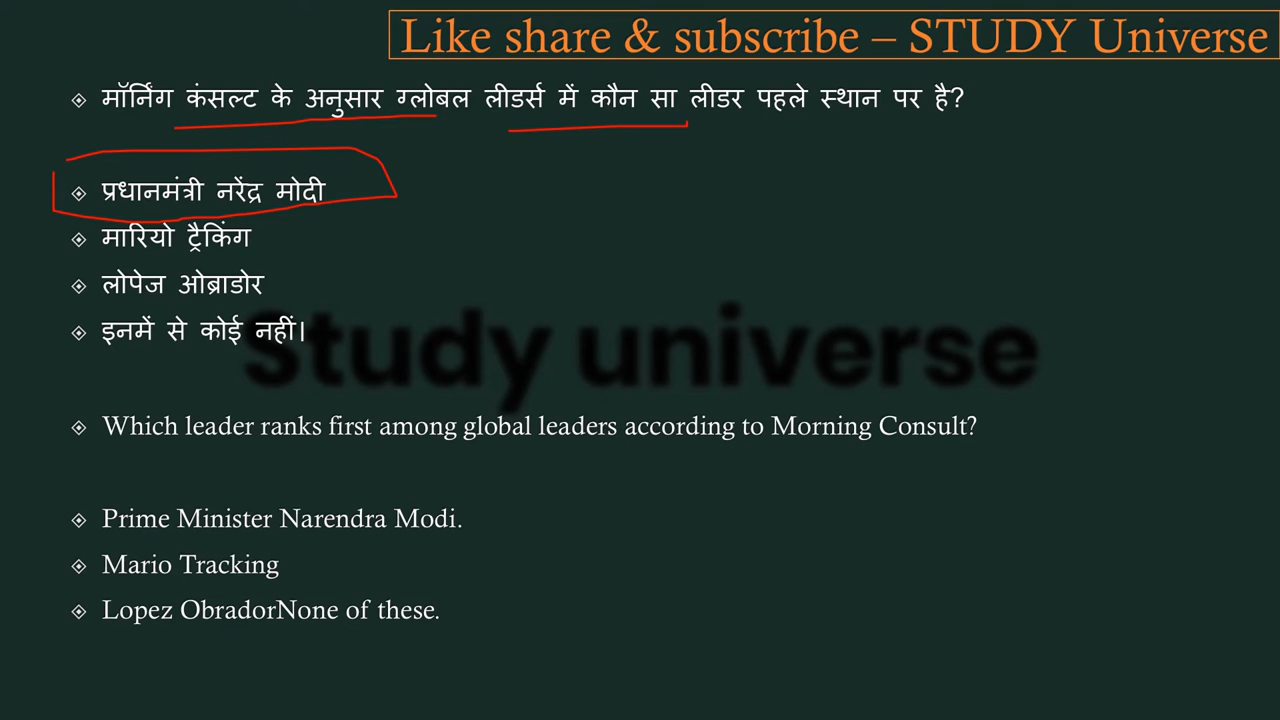 Like share & subscribe – STUDY Universe
मॉर्निंग कंसल्ट के अनुसार ग्लोबल लीडर्स में कौन सा लीडर पहले स्थान पर है?
प्रधानमंत्री नरेंद्र मोदी
मारियो ट्रैकिंग
लोपेज ओब्राडोर
इनमें से कोई नहीं।
Study universe
Which leader ranks first among global leaders according to Morning Consult?
Prime Minister Narendra Modi.
Mario Tracking
Lopez ObradorNone of these.